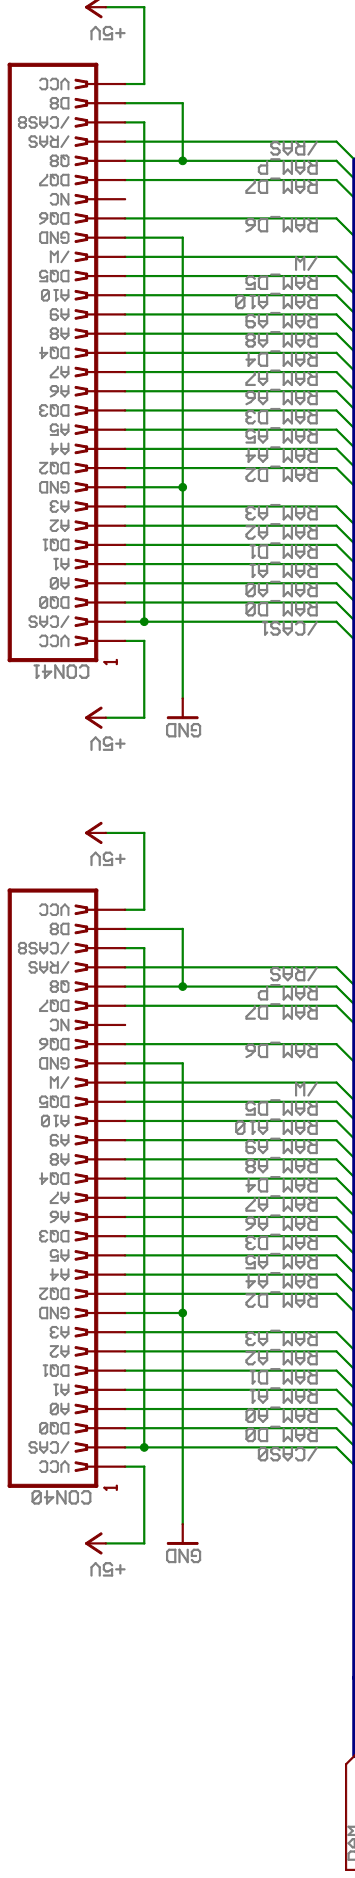 +5V
GND
1
CON40
VCC
/CAS0 /CAS
RAM_D0 DQ0
RAM_A0 A0
RAM_A1 A1
RAM_D1 DQ1
RAM_A2 A2
RAM_A3 A3
GND
RAM_D2 DQ2
RAM_A4 A4
RAM_A5 A5
RAM_D3 DQ3
RAM_A6 A6
RAM_A7 A7
RAM_D4 DQ4
RAM_A8 A8
RAM_A9 A9
RAM_A10 A10
RAM_D5 DQ5
/W /W
GND
RAM_D6 DQ6
NC
RAM_D7 DQ7
RAM_P Q8
/RAS /RAS
/CAS8
D8
VCC
+5V
+5V
GND
1
CON41
VCC
/CAS1 /CAS
RAM_D0 DQ0
RAM_A0 A0
RAM_A1 A1
RAM_D1 DQ1
RAM_A2 A2
RAM_A3 A3
GND
RAM_D2 DQ2
RAM_A4 A4
RAM_A5 A5
RAM_D3 DQ3
RAM_A6 A6
RAM_A7 A7
RAM_D4 DQ4
RAM_A8 A8
RAM_A9 A9
RAM_A10 A10
RAM_D5 DQ5
/W /W
GND
RAM_D6 DQ6
NC
RAM_D7 DQ7
RAM_P Q8
/RAS /RAS
/CAS8
D8
VCC
+5V